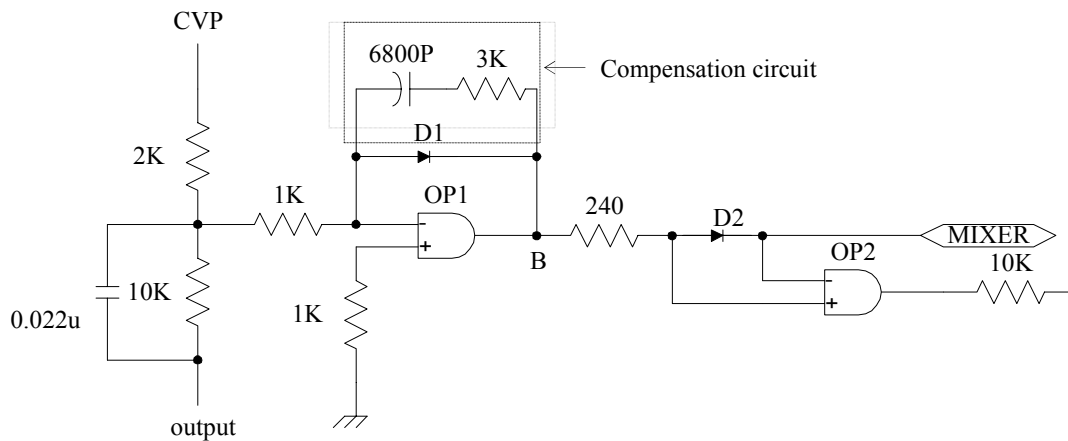 CVP
6800P
3K
Compensation circuit
D1
2K
1K
OP1
-
+
240
D2
MIXER
B
OP2
-
+
10K
10K
1K
0.022u
output